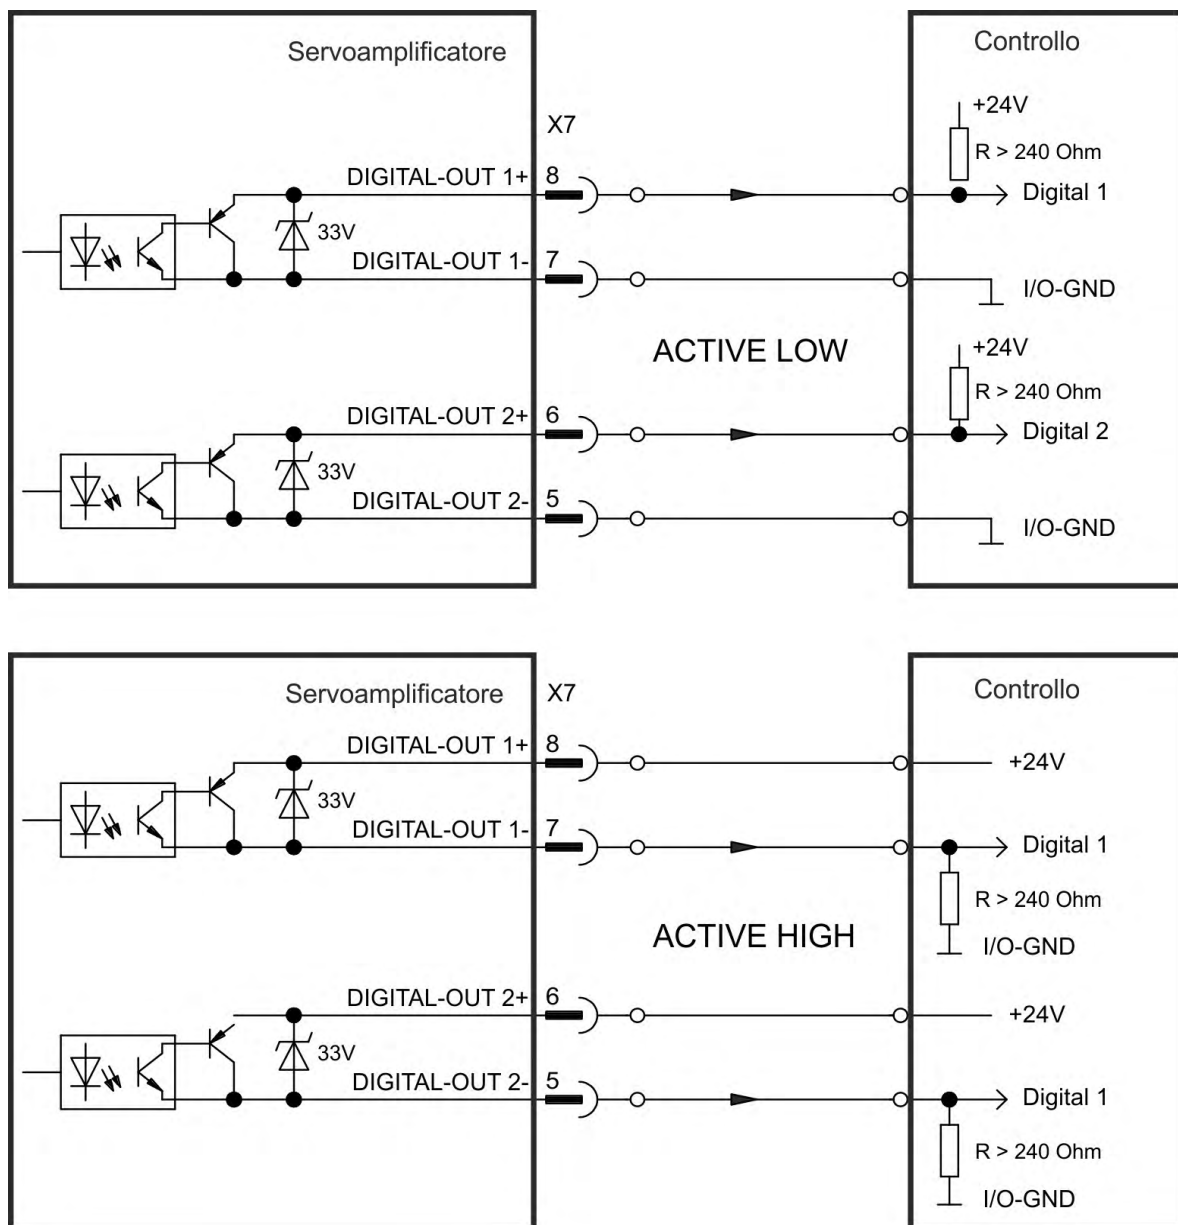 Servoamplificatore
Controllo
+24V
X7
R > 240 Ohm
DIGITAL-OUT 1+
8
Digital 1
33V
DIGITAL-OUT 1-
7
I/O-GND
ACTIVE LOW
+24V
R > 240 Ohm
DIGITAL-OUT 2+
6
Digital 2
33V
DIGITAL-OUT 2-
5
I/O-GND
Servoamplificatore
X7
Controllo
DIGITAL-OUT 1+
8
+24V
33V
DIGITAL-OUT 1-
7
Digital 1
R > 240 Ohm
ACTIVE HIGH
I/O-GND
DIGITAL-OUT 2+
6
+24V
33V
DIGITAL-OUT 2-
5
Digital 1
R > 240 Ohm
I/O-GND